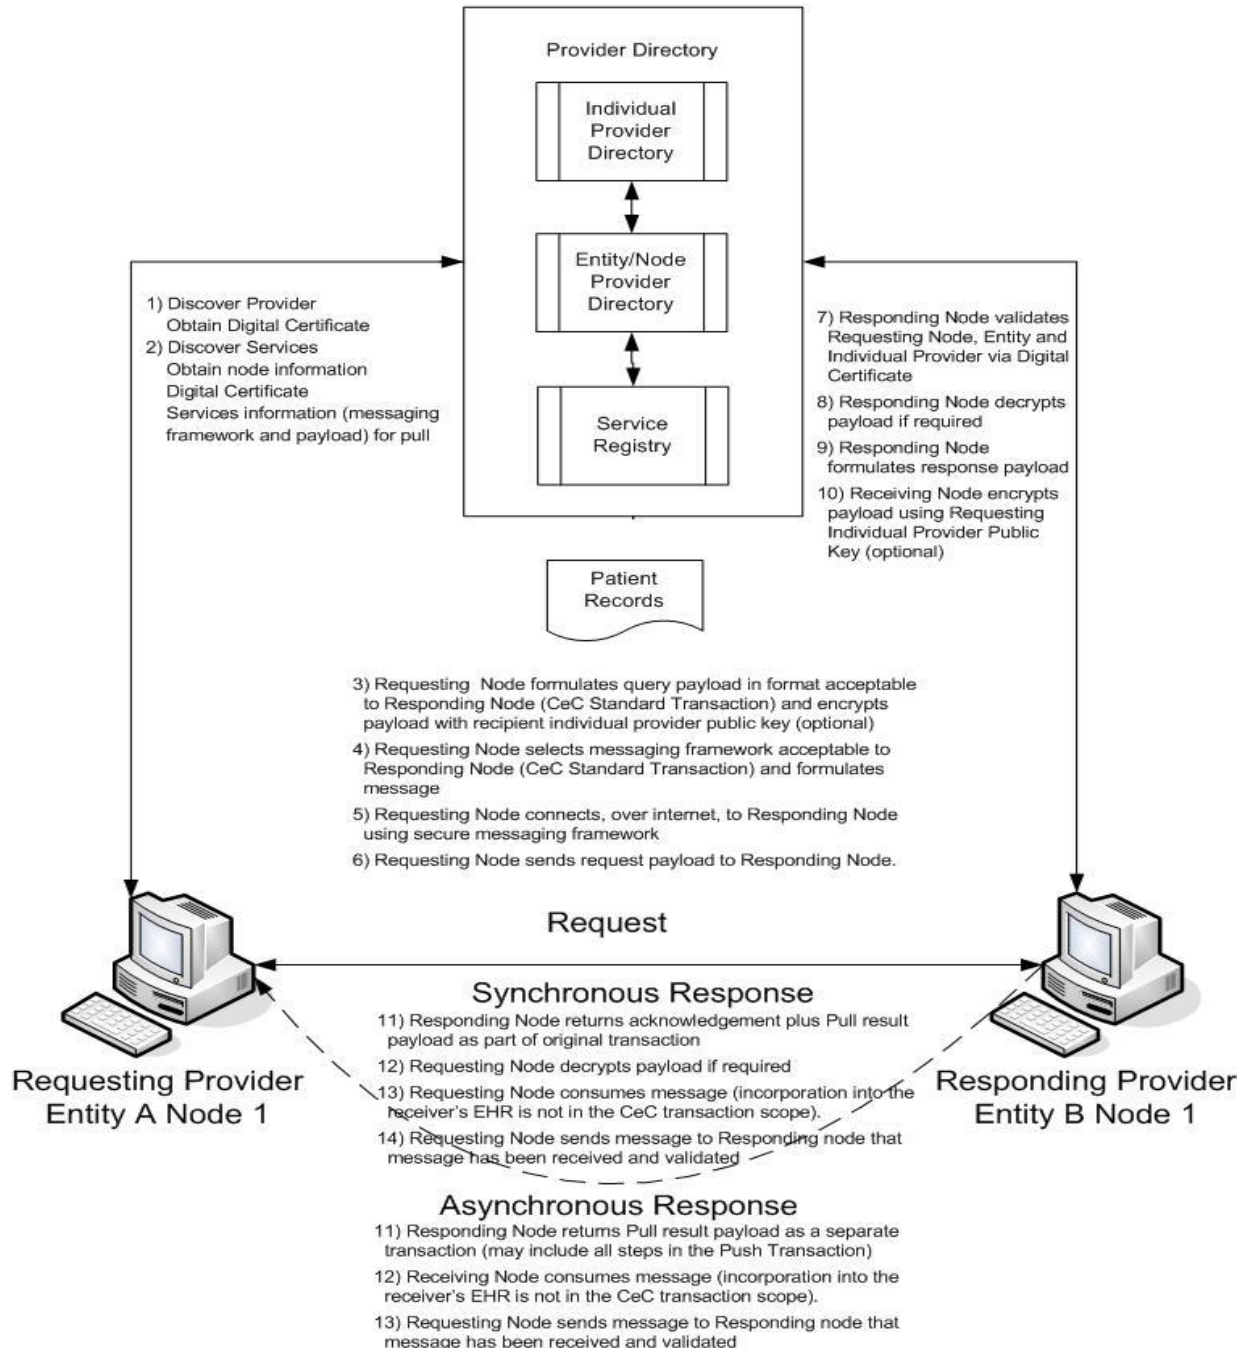 Provider Directory
Individual
Provider
Directory
Entity/Node
Provider
Directory
Service
Registry
1) Discover Provider
Obtain Digital Certificate
2) Discover Services
Obtain node information
Digital Certificate
Services information (messaging
framework and payload) for pull
7) Responding Node validates
Requesting Node, Entity and
Individual Provider via Digital
Certificate
8) Responding Node decrypts
payload if required
9) Responding Node
formulates response payload
10) Receiving Node encrypts
payload using Requesting
Individual Provider Public
Key (optional)
Patient
Records
3) Requesting Node formulates query payload in format acceptable
to Responding Node (CeC Standard Transaction) and encrypts
payload with recipient individual provider public key (optional)
4) Requesting Node selects messaging framework acceptable to
Responding Node (CeC Standard Transaction) and formulates
message
5) Requesting Node connects, over internet, to Responding Node
using secure messaging framework
6) Requesting Node sends request payload to Responding Node.
Request
Requesting Provider
Entity A Node 1
Responding Provider
Entity B Node 1
Synchronous Response
11) Responding Node returns acknowledgement plus Pull result
payload as part of original transaction
12) Requesting Node decrypts payload if required
13) Requesting Node consumes message (incorporation into the
receiver's EHR is not in the CeC transaction scope).
14) Requesting Node sends message to Responding node that
message has been received and validated
Asynchronous Response
11) Responding Node returns Pull result payload as a separate
transaction (may include all steps in the Push Transaction)
12) Receiving Node consumes message (incorporation into the
receiver's EHR is not in the CeC transaction scope).
13) Requesting Node sends message to Responding node that
message has been received and validated